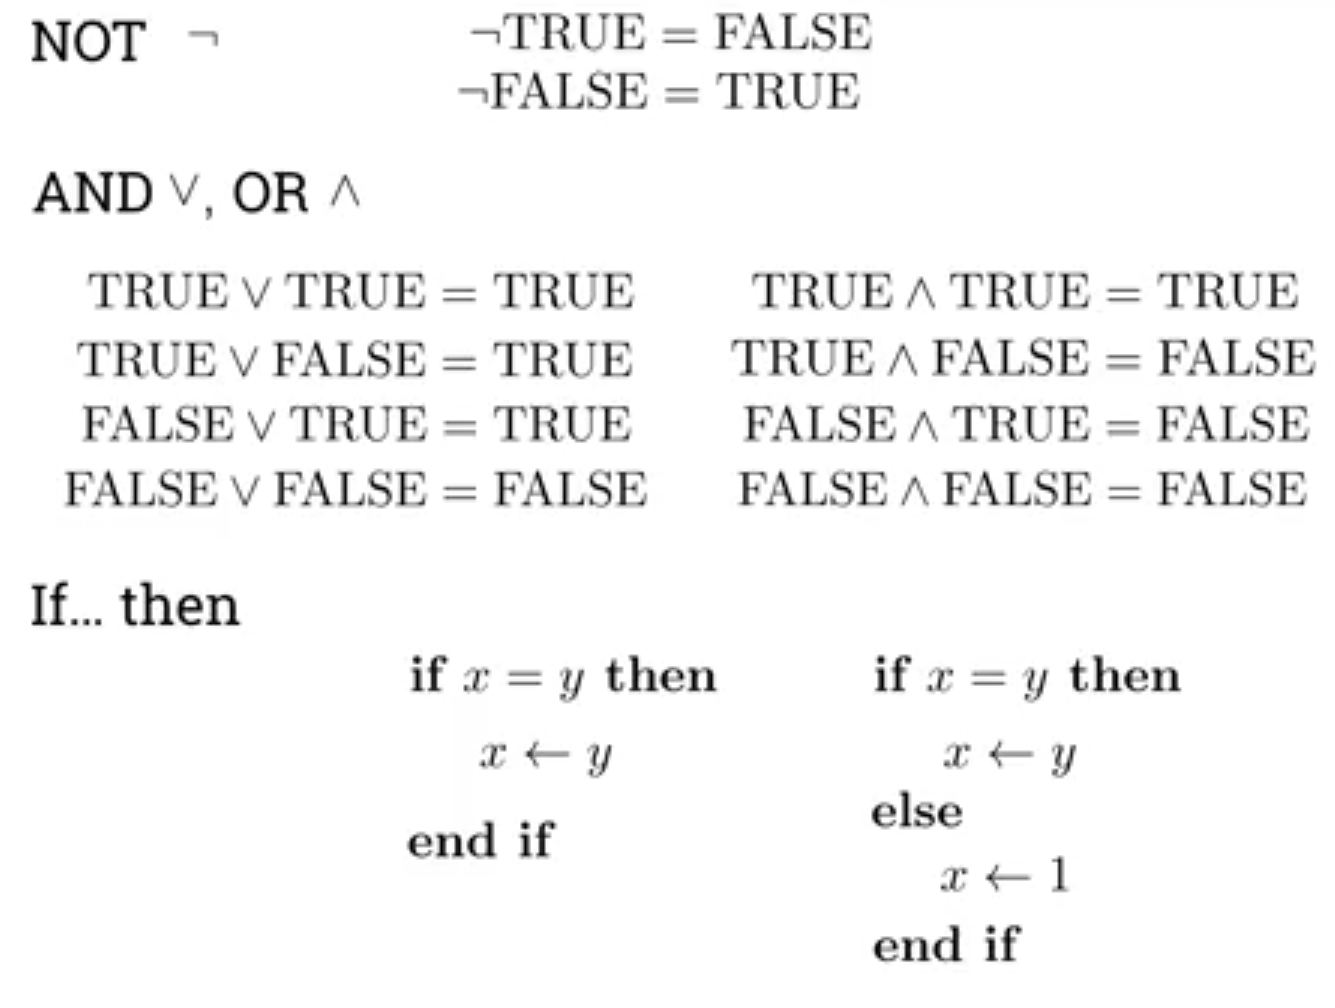 NOT ¬
¬TRUE = FALSE
¬FALSE = TRUE
AND ∨, OR ∧
TRUE ∨ TRUE = TRUE
TRUE ∨ FALSE = TRUE
FALSE ∨ TRUE = TRUE
FALSE ∨ FALSE = FALSE
TRUE ∧ TRUE = TRUE
TRUE ∧ FALSE = FALSE
FALSE ∧ TRUE = FALSE
FALSE ∧ FALSE = FALSE
If... then
if x = y then
x ← y
end if
if x = y then
x ← y
else
x ← 1
end if